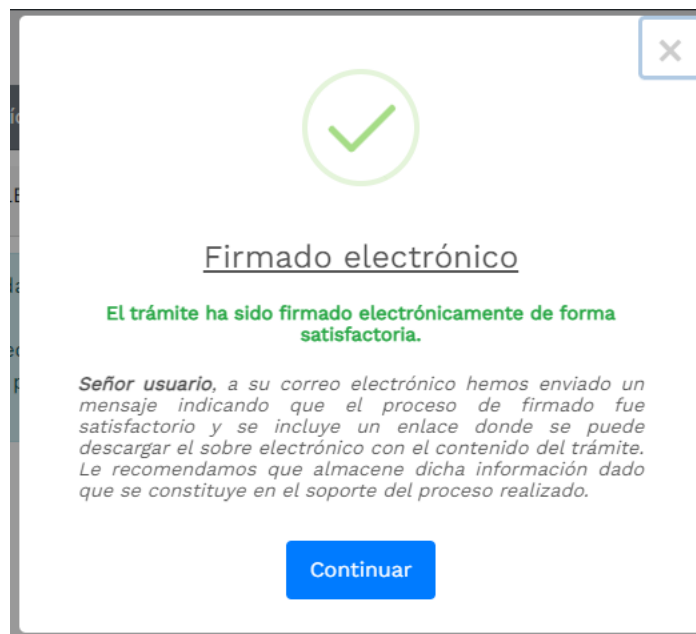 ×
Firmado electrónico
El trámite ha sido firmado electrónicamente de forma
satisfactoria.
Señor usuario, a su correo electrónico hemos enviado un
mensaje indicando que el proceso de firmado fue
satisfactorio y se incluye un enlace donde se puede
descargar el sobre electrónico con el contenido del trámite.
Le recomendamos que almacene dicha información dado
que se constituye en el soporte del proceso realizado.
Continuar